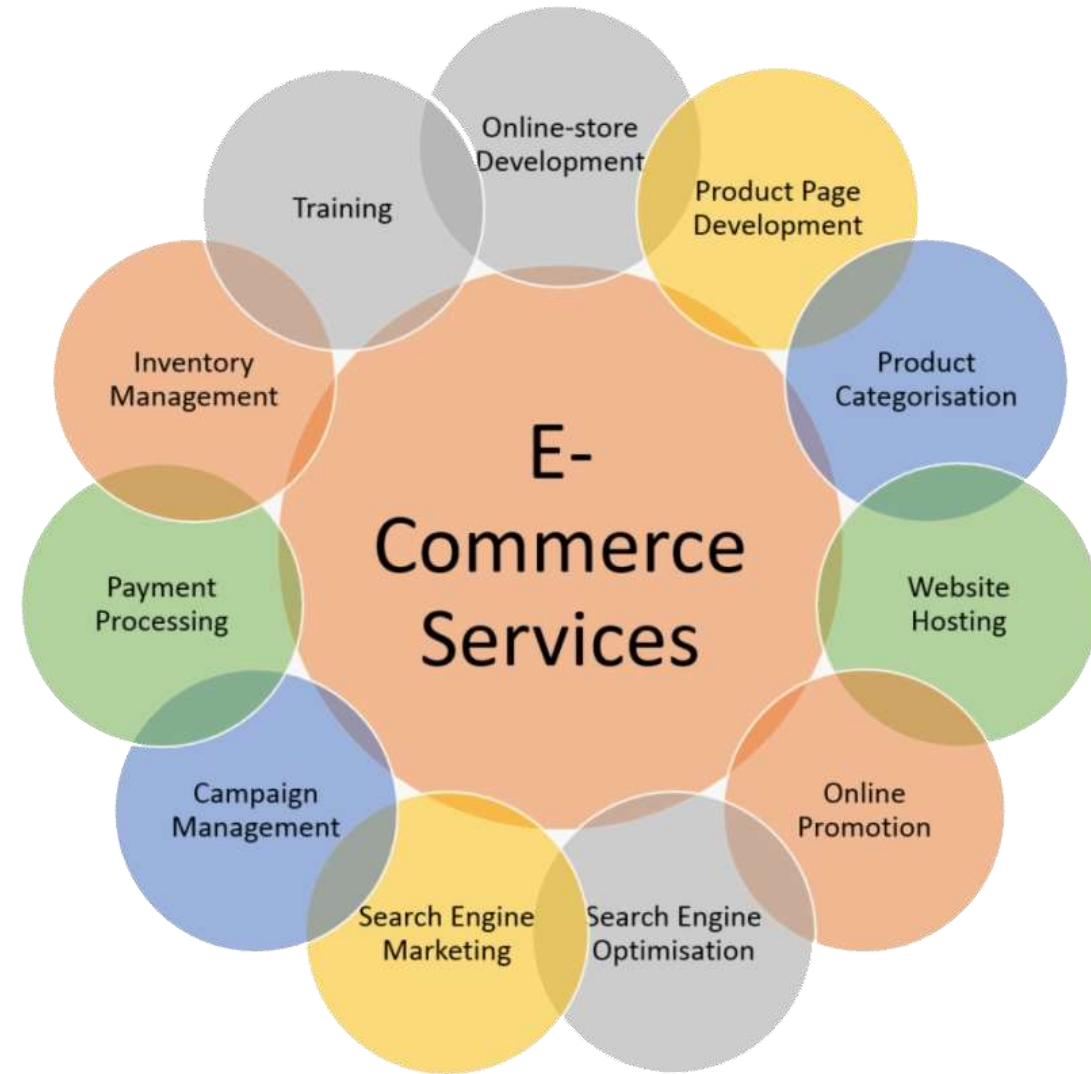 Online-store
Development
Product Page
Development
Product
Categorisation
Website
Hosting
Online
Promotion
Search Engine
Optimisation
Search Engine
Marketing
Campaign
Management
Payment
Processing
Inventory
Management
Training
E-
Commerce
Services